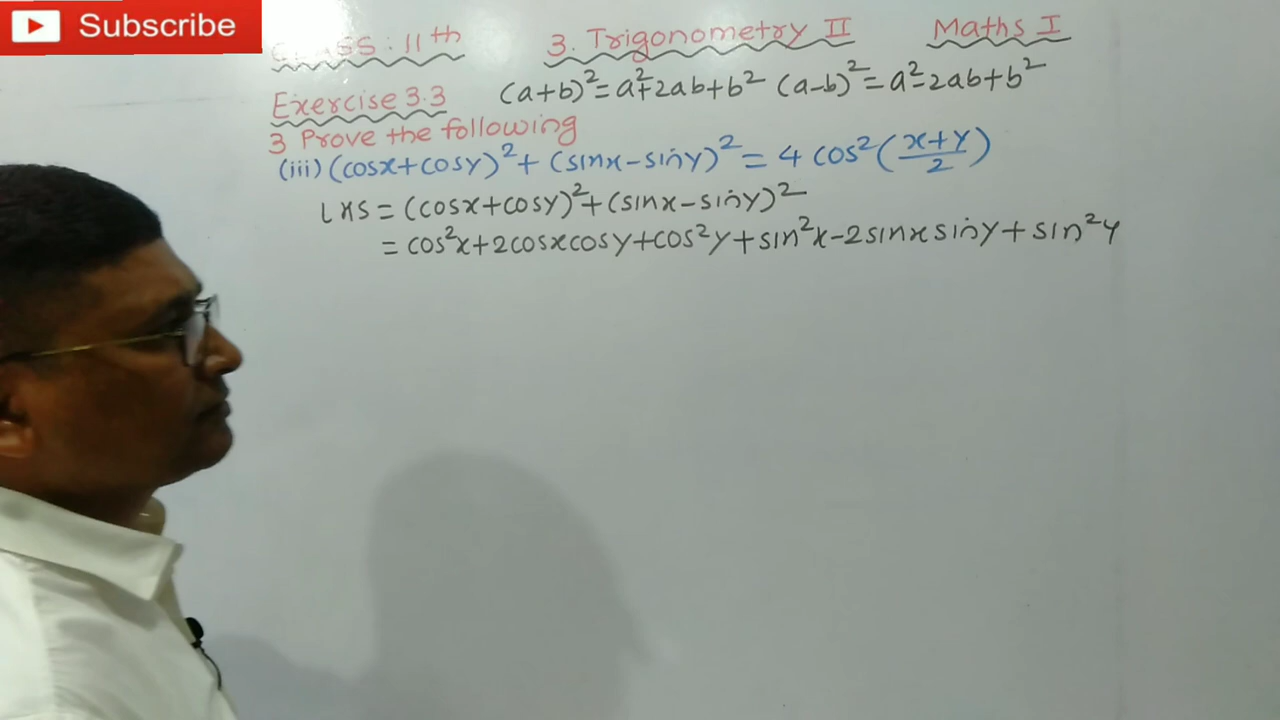 Subscribe
CLASS : 11th 3. Trigonometry II Maths I
Exercise 3.3 (a+b)²=a²+2ab+b² (a-b)²=a²-2ab+b²
3 Prove the following
(iii) (cosx+cosy)²+(sinx-siny)²=4 cos²(x+y/2)
LHS = (cosx+cosy)²+(sinx-siny)²
= cos²x+2cosxcosy+cos²y+sin²x-2sinxsiny+sin²y